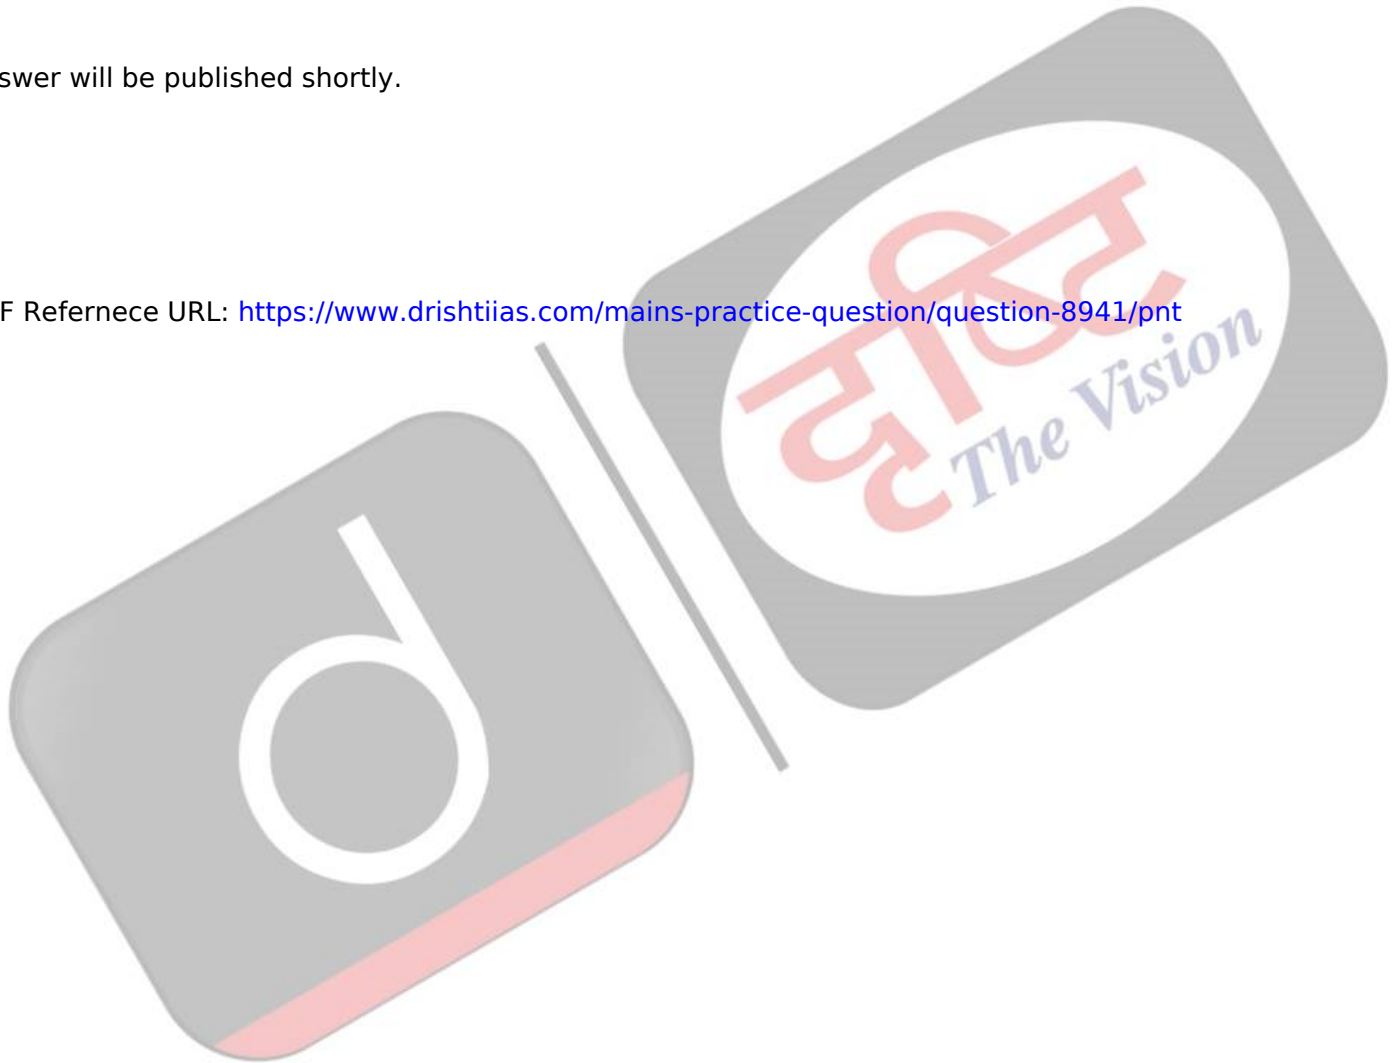 swer will be published shortly.
F Refernece URL: https://www.drishtiias.com/mains-practice-question/question-8941/pnt
दृष्टि
The Vision
d